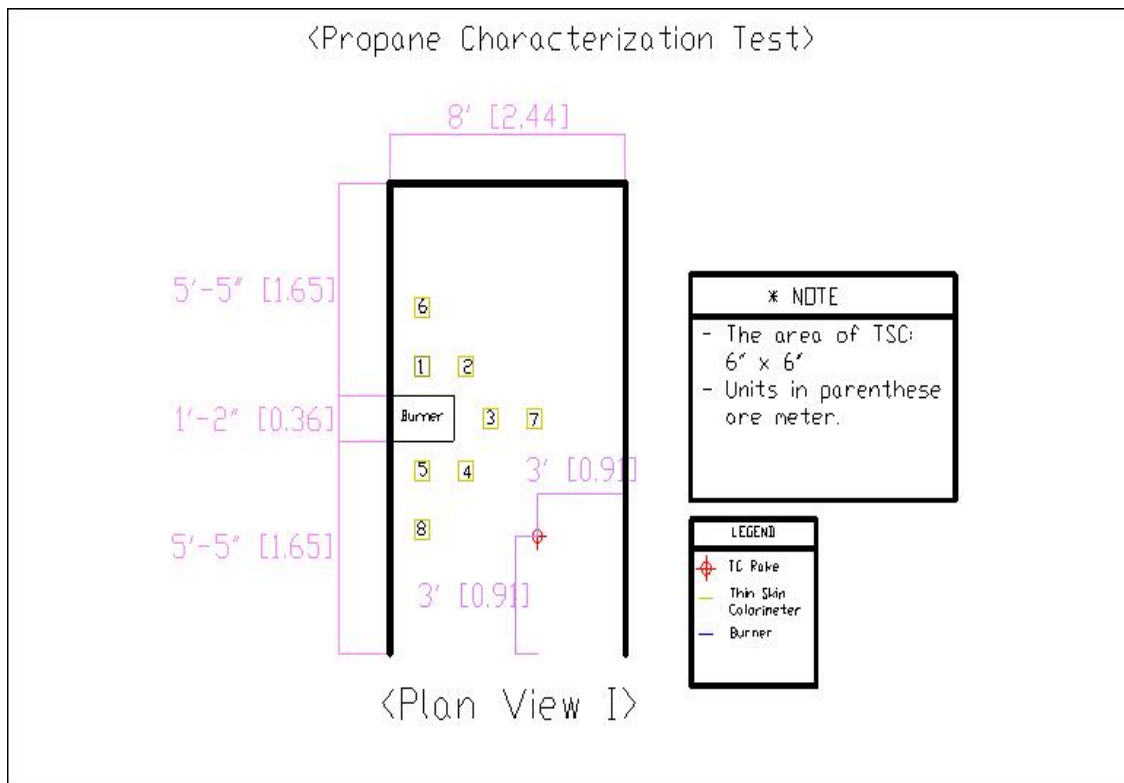 <Propane Characterization Test>
8' [2.44]
5'-5" [1.65]
6
1
2
1'-2" [0.36]
Burner
3
7
5
4
3' [0.91]
8
5'-5" [1.65]
3' [0.91]
<Plan View I>
* NOTE
- The area of TSC:
6" x 6"
- Units in parenthese
are meter.
LEGEND
TC Rake
Thin Skin
Calorimeter
Burner